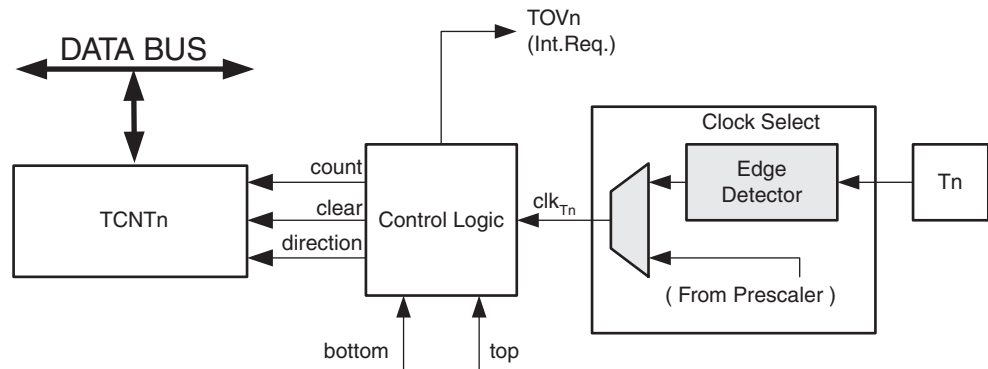 TOVn
(Int.Req.)
DATA BUS
Clock Select
count
Edge
Detector
Tn
TCNTn
clear
Control Logic
clkTn
direction
( From Prescaler )
bottom
top